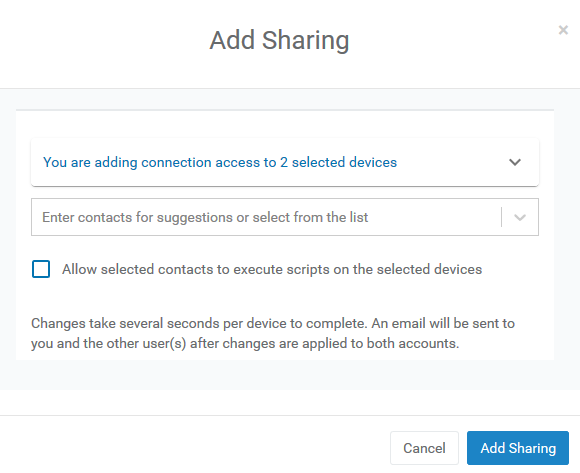 Add Sharing
×
You are adding connection access to 2 selected devices
Enter contacts for suggestions or select from the list
Allow selected contacts to execute scripts on the selected devices
Changes take several seconds per device to complete. An email will be sent to
you and the other user(s) after changes are applied to both accounts.
Cancel
Add Sharing